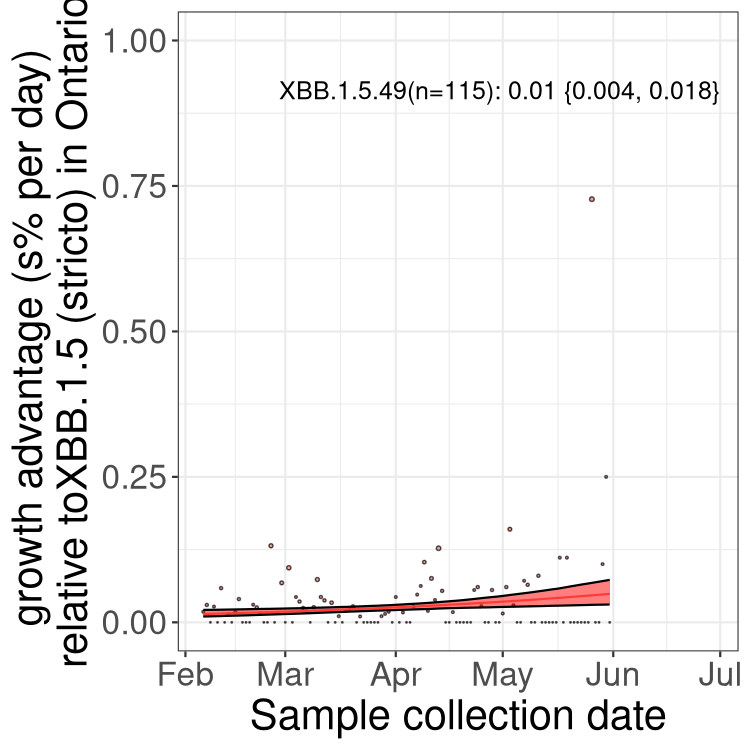 growth advantage (s% per day)
relative toXBB.1.5 (stricto) in Ontario
1.00
0.75
0.50
0.25
0.00
XBB.1.5.49(n=115): 0.01 {0.004, 0.018}
Feb Mar Apr May Jun Jul
Sample collection date